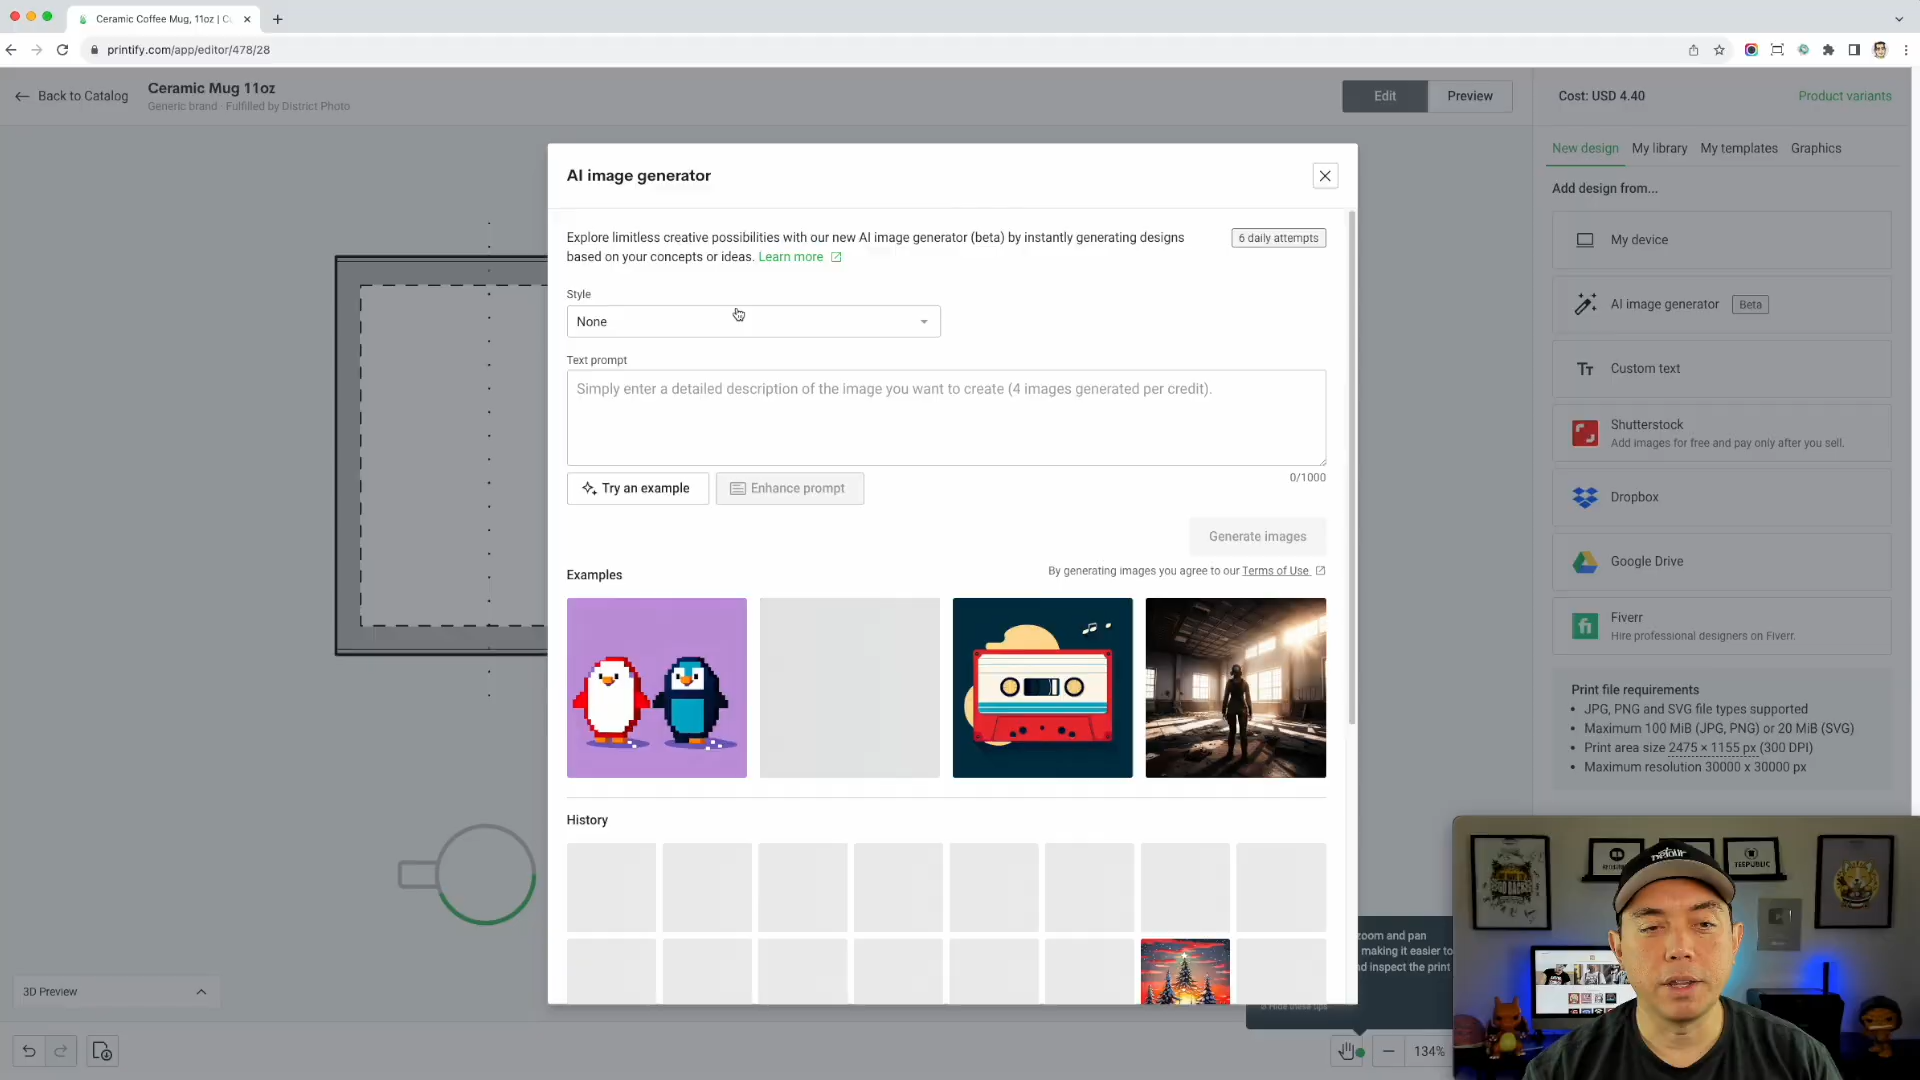 Ceramic Coffee Mug, 11oz | C
printify.com/app/editor/478/28
Back to Catalog
Ceramic Mug 11oz
Generic brand · Fulfilled by District Photo
Edit
Preview
Cost: USD 4.40
Product variants
New design
My library
My templates
Graphics
Add design from...
My device
AI image generator
Beta
Custom text
Shutterstock
Add images for free and pay only after you sell.
Dropbox
Google Drive
Fiverr
Hire professional designers on Fiverr.
Print file requirements
• JPG, PNG and SVG file types supported
• Maximum 100 MiB (JPG, PNG) or 20 MiB (SVG)
• Print area size 2475 × 1155 px (300 DPI)
• Maximum resolution 30000 x 30000 px
AI image generator
Explore limitless creative possibilities with our new AI image generator (beta) by instantly generating designs
based on your concepts or ideas. Learn more
6 daily attempts
Style
None
Text prompt
Simply enter a detailed description of the image you want to create (4 images generated per credit).
0/1000
Try an example
Enhance prompt
Generate images
By generating images you agree to our Terms of Use
Examples
History
zoom and pan
making it easier to
nd inspect the print
Hide these tips
3D Preview
134%
TEEPUBLIC